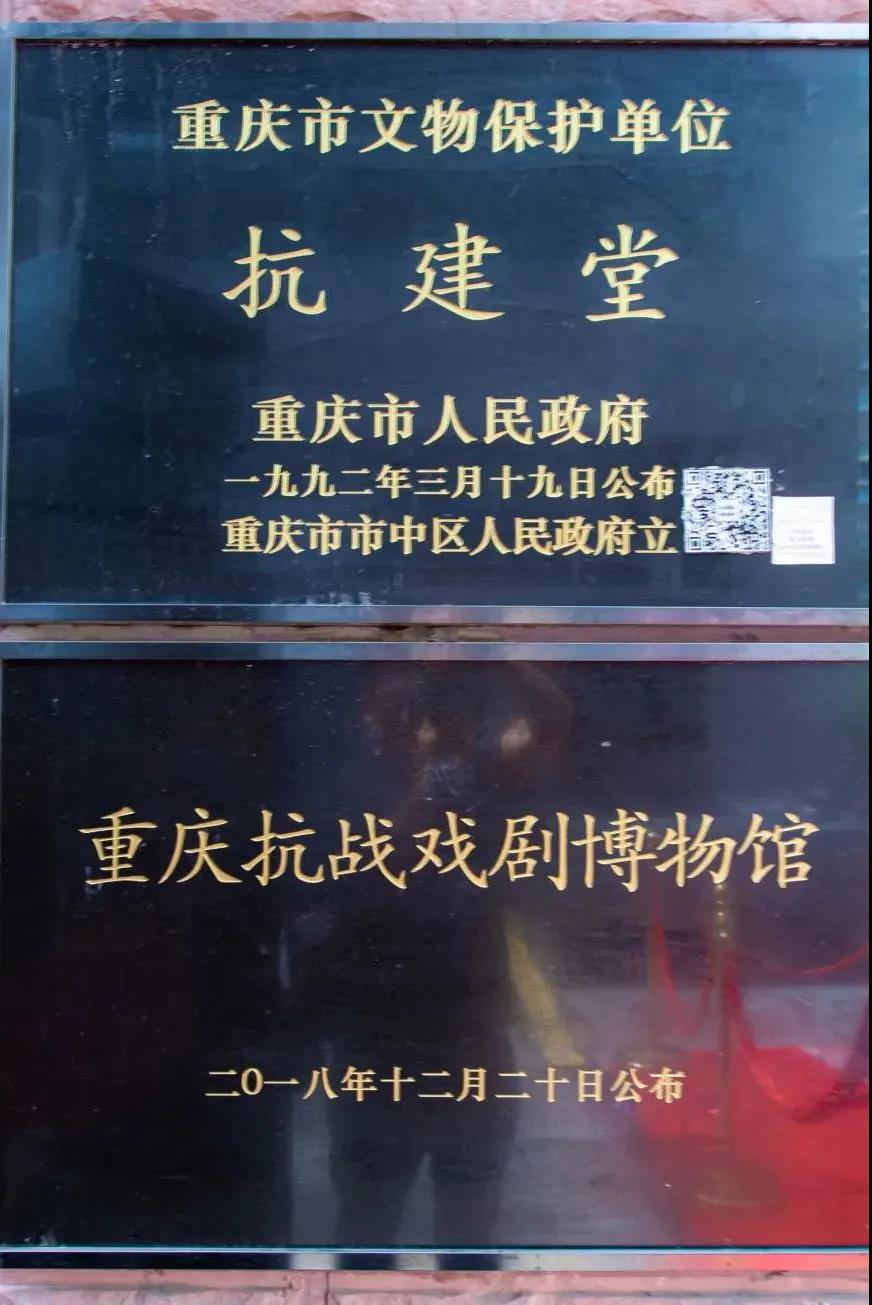 重庆市文物保护单位
抗建堂
重庆市人民政府
一九九二年三月十九日公布
重庆市市中区人民政府立
重庆抗战戏剧博物馆
二〇一八年十二月二十日公布